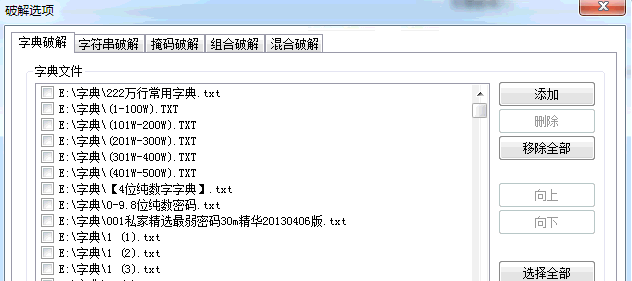 破解选项
字典破解 字符串破解 掩码破解 组合破解 混合破解
字典文件
E:\字典\222万行常用字典.txt
E:\字典\(1-100W).TXT
E:\字典\(101W-200W).TXT
E:\字典\(201W-300W).TXT
E:\字典\(301W-400W).TXT
E:\字典\(401W-500W).TXT
E:\字典\【4位纯数字字典】.txt
E:\字典\0-9.8位纯数密码.txt
E:\字典\001私家精选最弱密码30m精华20130406版.txt
E:\字典\1 (1).txt
E:\字典\1 (2).txt
E:\字典\1 (3).txt
添加
删除
移除全部
向上
向下
选择全部